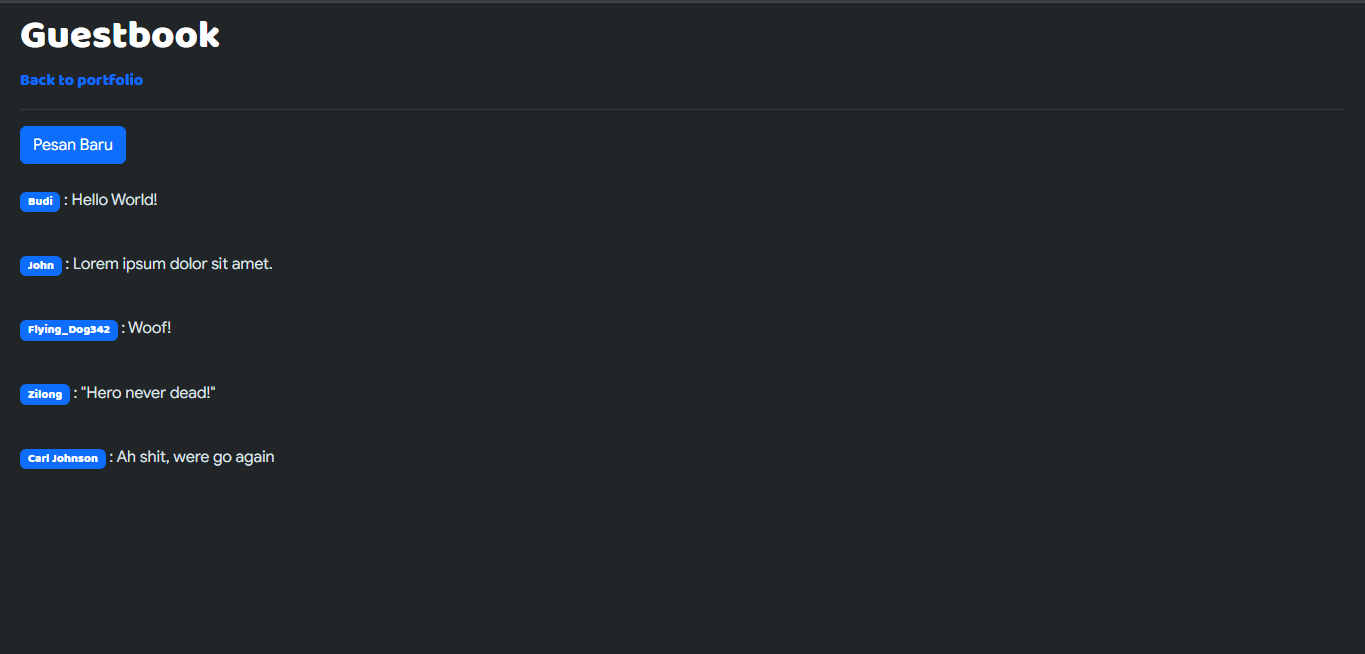 Guestbook
Back to portfolio
Pesan Baru
Budi : Hello World!
John : Lorem ipsum dolor sit amet.
Flying_Dog342 : Woof!
Zilong : "Hero never dead!"
Carl Johnson : Ah shit, were go again